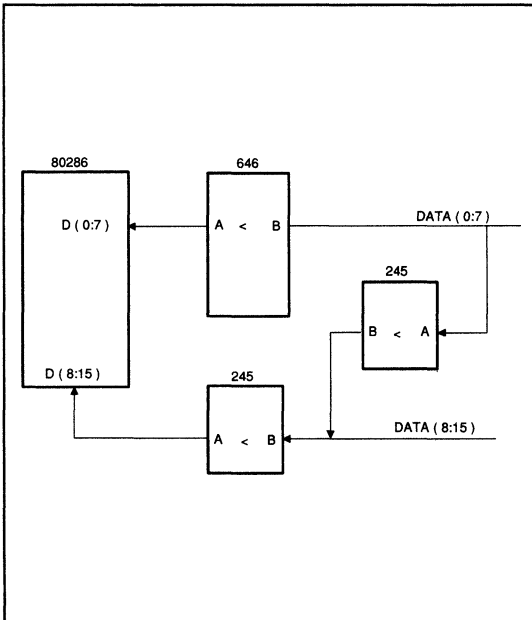 80286
646
D ( 0:7 )
A < B
DATA ( 0:7 )
245
B < A
D ( 8:15 )
245
A < B
DATA ( 8:15 )